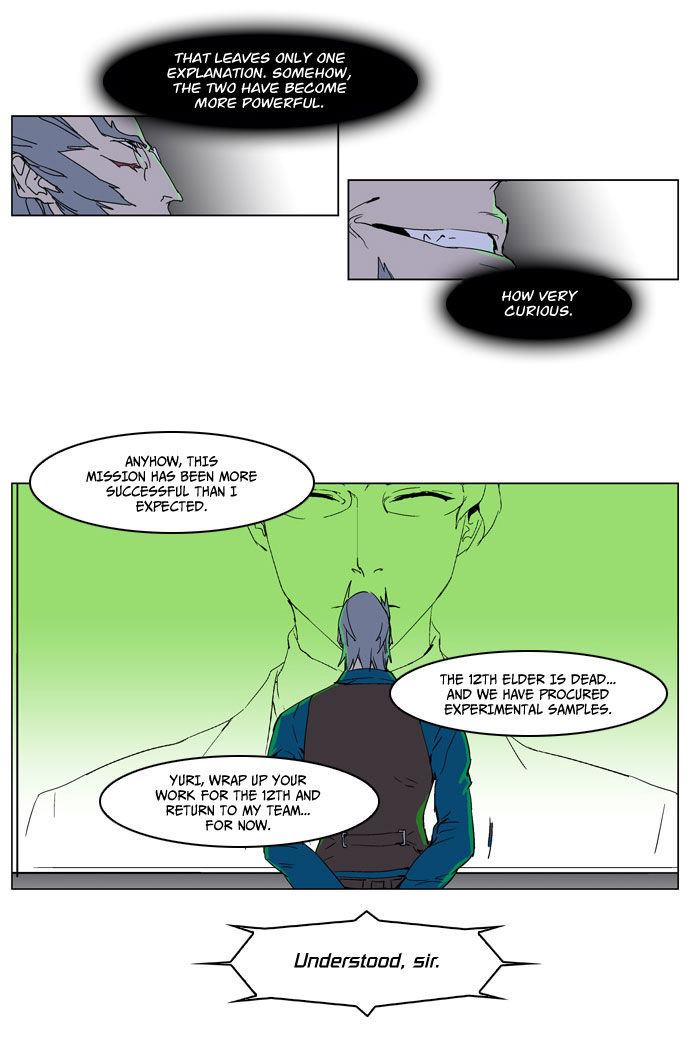 THAT LEAVES ONLY ONE
EXPLANATION. SOMEHOW,
THE TWO HAVE BECOME
MORE POWERFUL.
HOW VERY
CURIOUS.
ANYHOW, THIS
MISSION HAS BEEN MORE
SUCCESSFUL THAN I
EXPECTED.
THE 12TH ELDER IS DEAD...
AND WE HAVE PROCURED
EXPERIMENTAL SAMPLES.
YURI, WRAP UP YOUR
WORK FOR THE 12TH AND
RETURN TO MY TEAM...
FOR NOW.
Understood, sir.